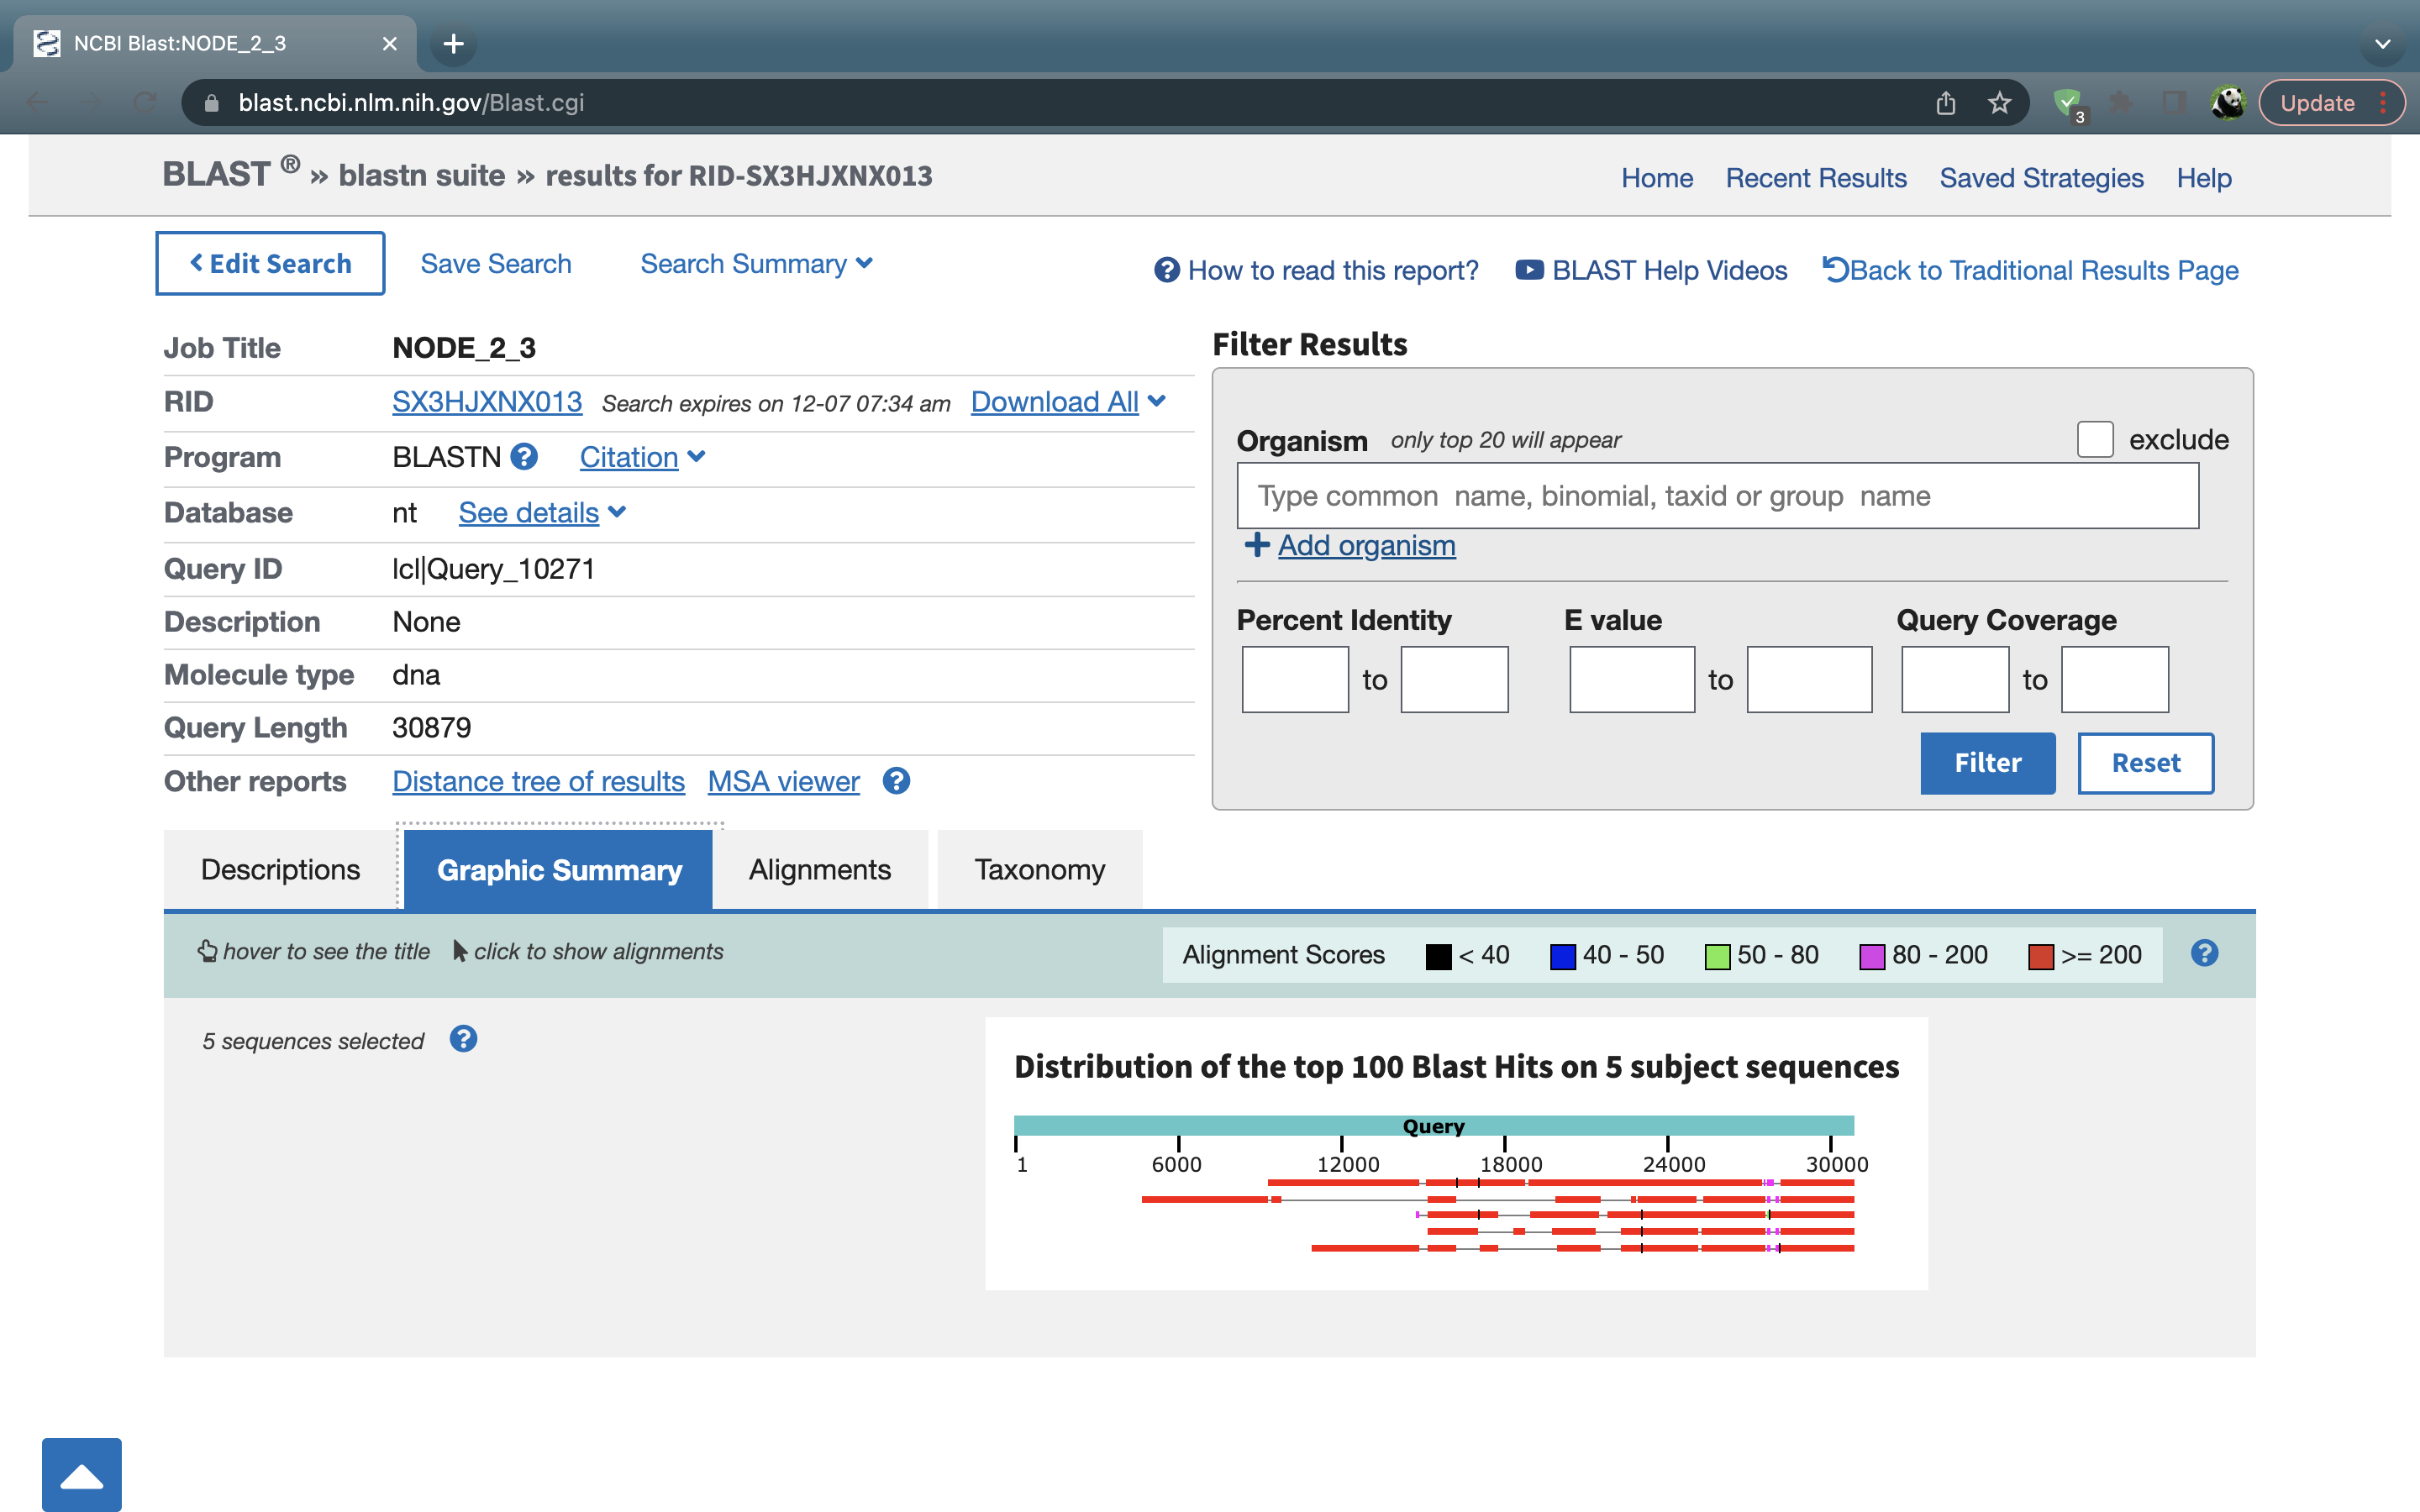 NCBI Blast:NODE_2_3
blast.ncbi.nlm.nih.gov/Blast.cgi
3
Update
BLAST ® » blastn suite » results for RID-SX3HJXNX013
Home Recent Results Saved Strategies Help
Edit Search Save Search Search Summary
How to read this report? BLAST Help Videos Back to Traditional Results Page
Job Title NODE_2_3
RID SX3HJXNX013 Search expires on 12-07 07:34 am Download All
Program BLASTN Citation
Database nt See details
Query ID lcl|Query_10271
Description None
Molecule type dna
Query Length 30879
Other reports Distance tree of results MSA viewer
Filter Results
Organism only top 20 will appear exclude
Type common name, binomial, taxid or group name
Add organism
Percent Identity E value Query Coverage
to to to
Filter Reset
Descriptions Graphic Summary Alignments Taxonomy
hover to see the title click to show alignments
Alignment Scores < 40 40 - 50 50 - 80 80 - 200 >= 200
5 sequences selected
Distribution of the top 100 Blast Hits on 5 subject sequences
Query
1 6000 12000 18000 24000 30000